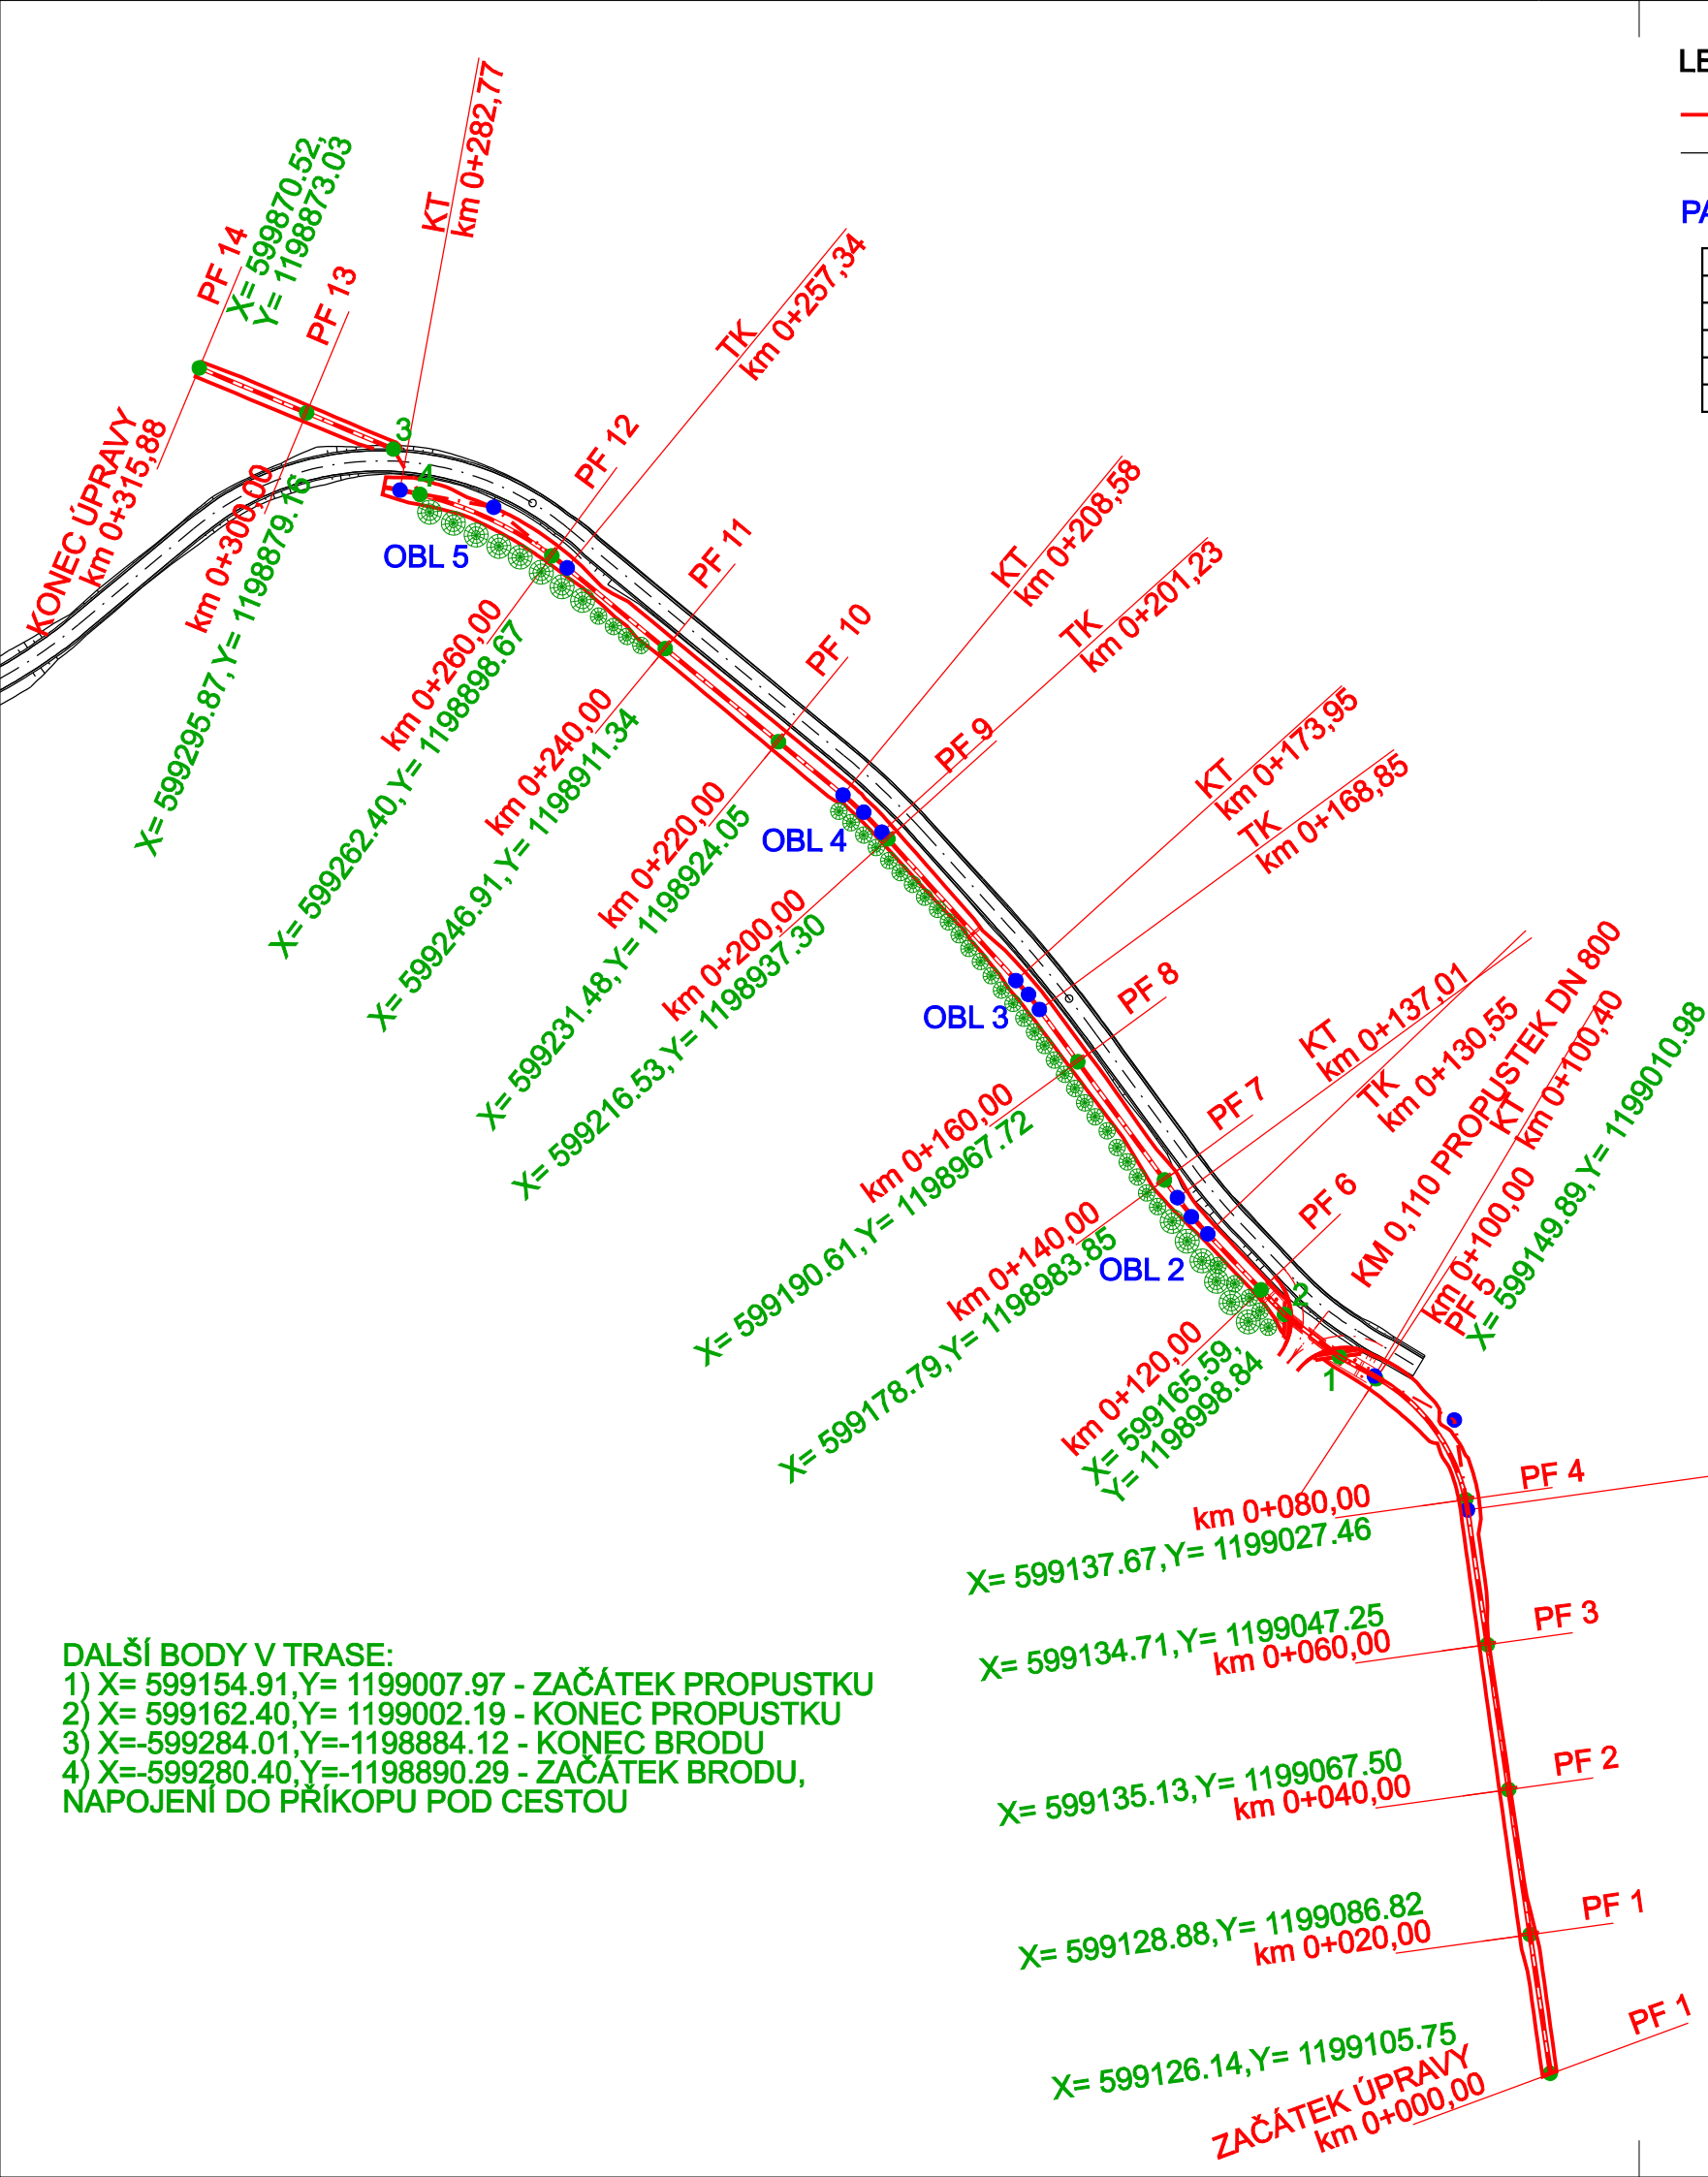 LE
PA
KT
km 0+282,77
PF 14
X= 599870.52,
Y= 1198873.03
PF 13
TK
km 0+257,34
KONEC ÚPRAVY
km 0+315,88
3
4
PF 12
km 0+300,00
X= 599295.87,Y= 1198879.16
OBL 5
KT
km 0+208,58
PF 11
TK
km 0+201,23
km 0+260,00
X= 599262.40,Y= 1198898.67
PF 10
km 0+240,00
X= 599246.91,Y= 1198911.34
PF 9
KT
km 0+173,95
TK
km 0+168,85
km 0+220,00
X= 599231.48,Y= 1198924.05
OBL 4
km 0+200,00
X= 599216.53,Y= 1198937.30
PF 8
OBL 3
KT
km 0+137,01
TK
km 0+130,55
KM 0,110 PROPUSTEK DN 800
KT
km 0+100,40
km 0+160,00
X= 599190.61,Y= 1198967.72
PF 7
PF 6
km 0+100,00
PF 5
X= 599149.89,Y= 1199010.98
km 0+140,00
X= 599178.79,Y= 1198983.85
OBL 2
2
1
km 0+120,00
X= 599165.59,
Y= 1198998.84
PF 4
km 0+080,00
X= 599137.67,Y= 1199027.46
PF 3
X= 599134.71,Y= 1199047.25
km 0+060,00
DALŠÍ BODY V TRASE:
1) X= 599154.91,Y= 1199007.97 - ZAČÁTEK PROPUSTKU
2) X= 599162.40,Y= 1199002.19 - KONEC PROPUSTKU
3) X=-599284.01,Y=-1198884.12 - KONEC BRODU
4) X=-599280.40,Y=-1198890.29 - ZAČÁTEK BRODU,
NAPOJENÍ DO PŘÍKOPU POD CESTOU
PF 2
X= 599135.13,Y= 1199067.50
km 0+040,00
PF 1
X= 599128.88,Y= 1199086.82
km 0+020,00
PF 1
X= 599126.14,Y= 1199105.75
ZAČÁTEK ÚPRAVY
km 0+000,00